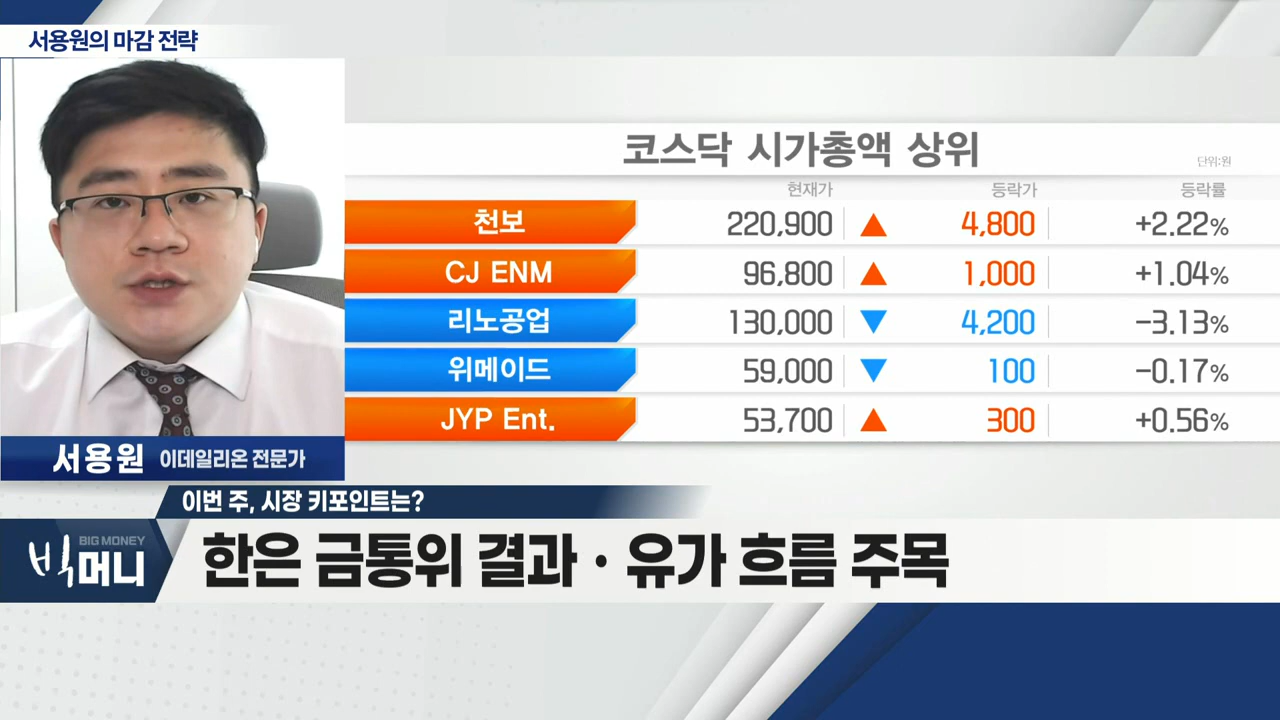 서용원의 마감 전략
코스닥 시가총액 상위
단위:원
현재가 등락가 등락률
천보 220,900 ▲ 4,800 +2.22%
CJ ENM 96,800 ▲ 1,000 +1.04%
리노공업 130,000 ▼ 4,200 -3.13%
위메이드 59,000 ▼ 100 -0.17%
JYP Ent. 53,700 ▲ 300 +0.56%
서용원 이데일리온 전문가
이번 주, 시장 키포인트는?
BIG MONEY
빅머니
한은 금통위 결과·유가 흐름 주목